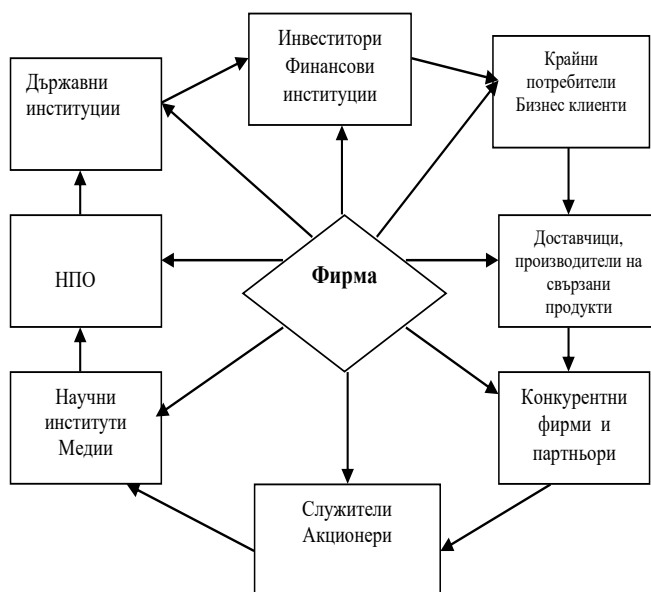 Инвеститори
Финансови
институции
Държавни
институции
Крайни
потребители
Бизнес клиенти
НПО
Фирма
Доставчици,
производители на
свързани
продукти
Научни
институти
Медии
Конкурентни
фирми и
партньори
Служители
Акционери